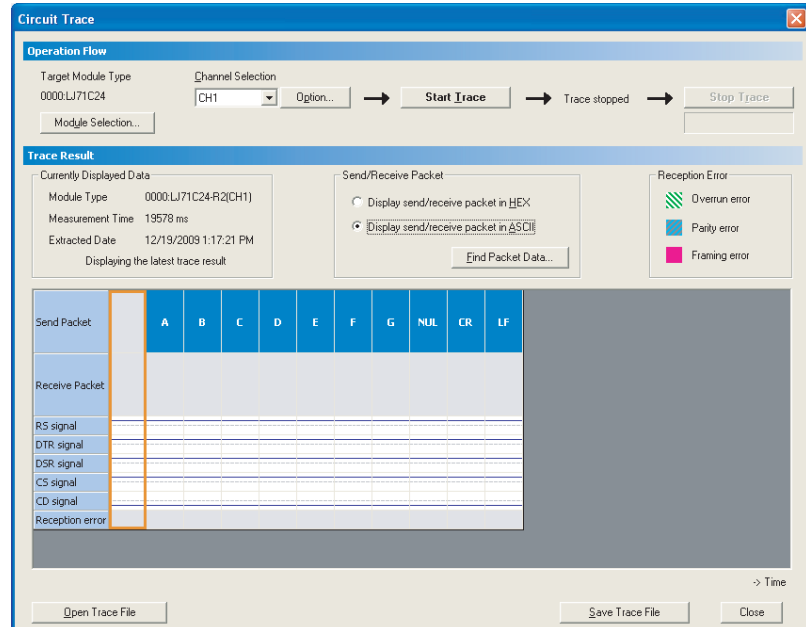 Circuit Trace
Operation Flow
Target Module Type
0000:LJ71C24
Module Selection...
Channel Selection
CH1
Option...
Start Trace
Trace stopped
Stop Trace
Trace Result
Currently Displayed Data
Module Type 0000:LJ71C24-R2(CH1)
Measurement Time 19578 ms
Extracted Date 12/19/2009 1:17:21 PM
Displaying the latest trace result
Send/Receive Packet
Display send/receive packet in HEX
Display send/receive packet in ASCII
Find Packet Data...
Reception Error
Overrun error
Parity error
Framing error
Send Packet A B C D E F G NUL CR LF
Receive Packet
RS signal
DTR signal
DSR signal
CS signal
CD signal
Reception error
-> Time
Open Trace File
Save Trace File
Close